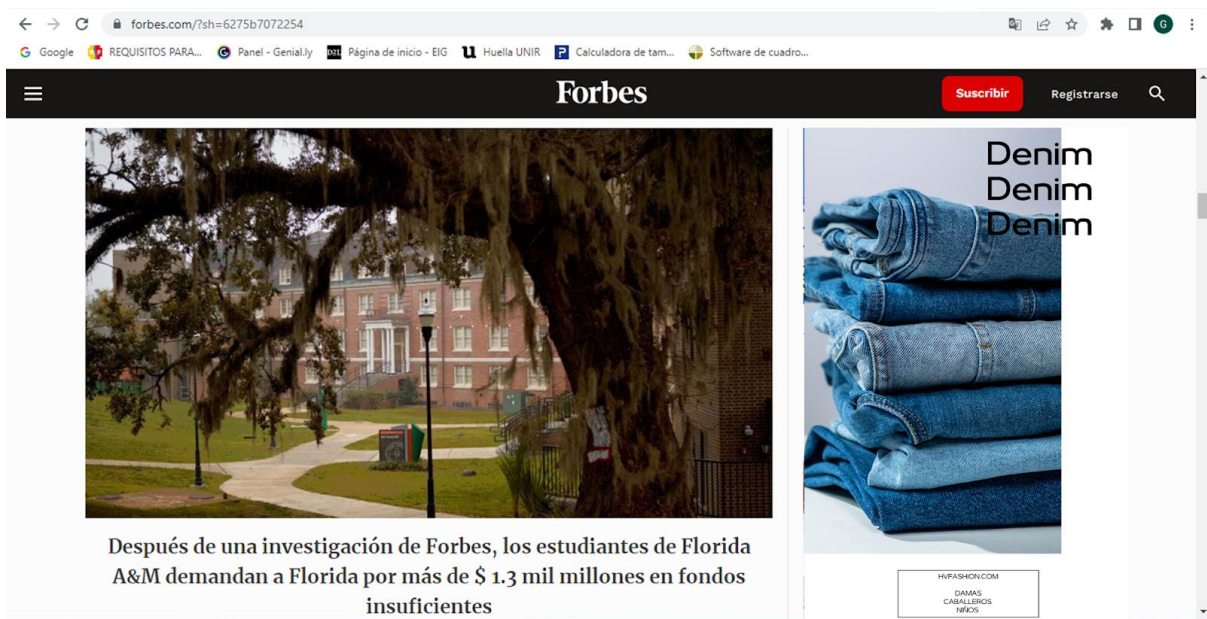 forbes.com/?sh=6275b7072254
G
Google
REQUISITOS PARA...
Panel - Genial.ly
D2L
Página de inicio - EIG
Huella UNIR
Calculadora de tam...
Software de cuadro...
Forbes
Suscribir
Registrarse
Denim
Denim
Denim
Después de una investigación de Forbes, los estudiantes de Florida
A&M demandan a Florida por más de $ 1.3 mil millones en fondos
insuficientes
HVFASHION.COM
DAMAS
CABALLEROS
NIÑOS